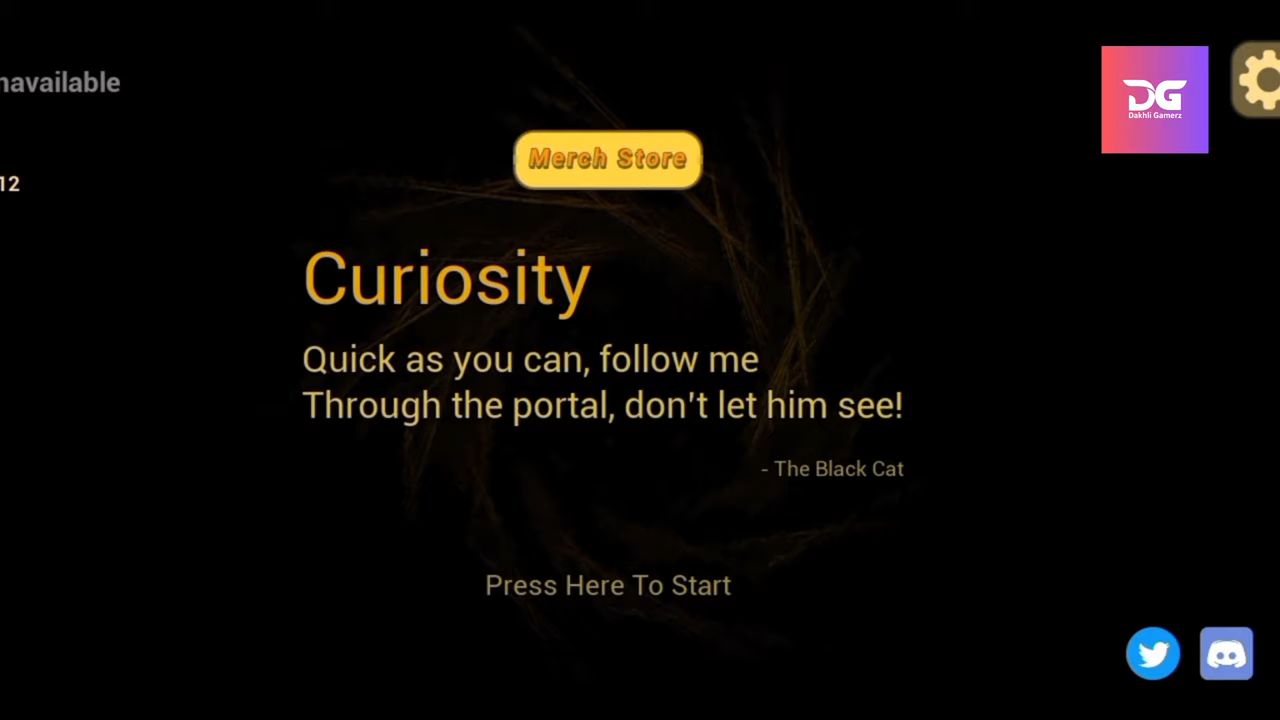 navailable
DG
Dakhli Gamerz
12
Merch Store
Curiosity
Quick as you can, follow me
Through the portal, don't let him see!
- The Black Cat
Press Here To Start